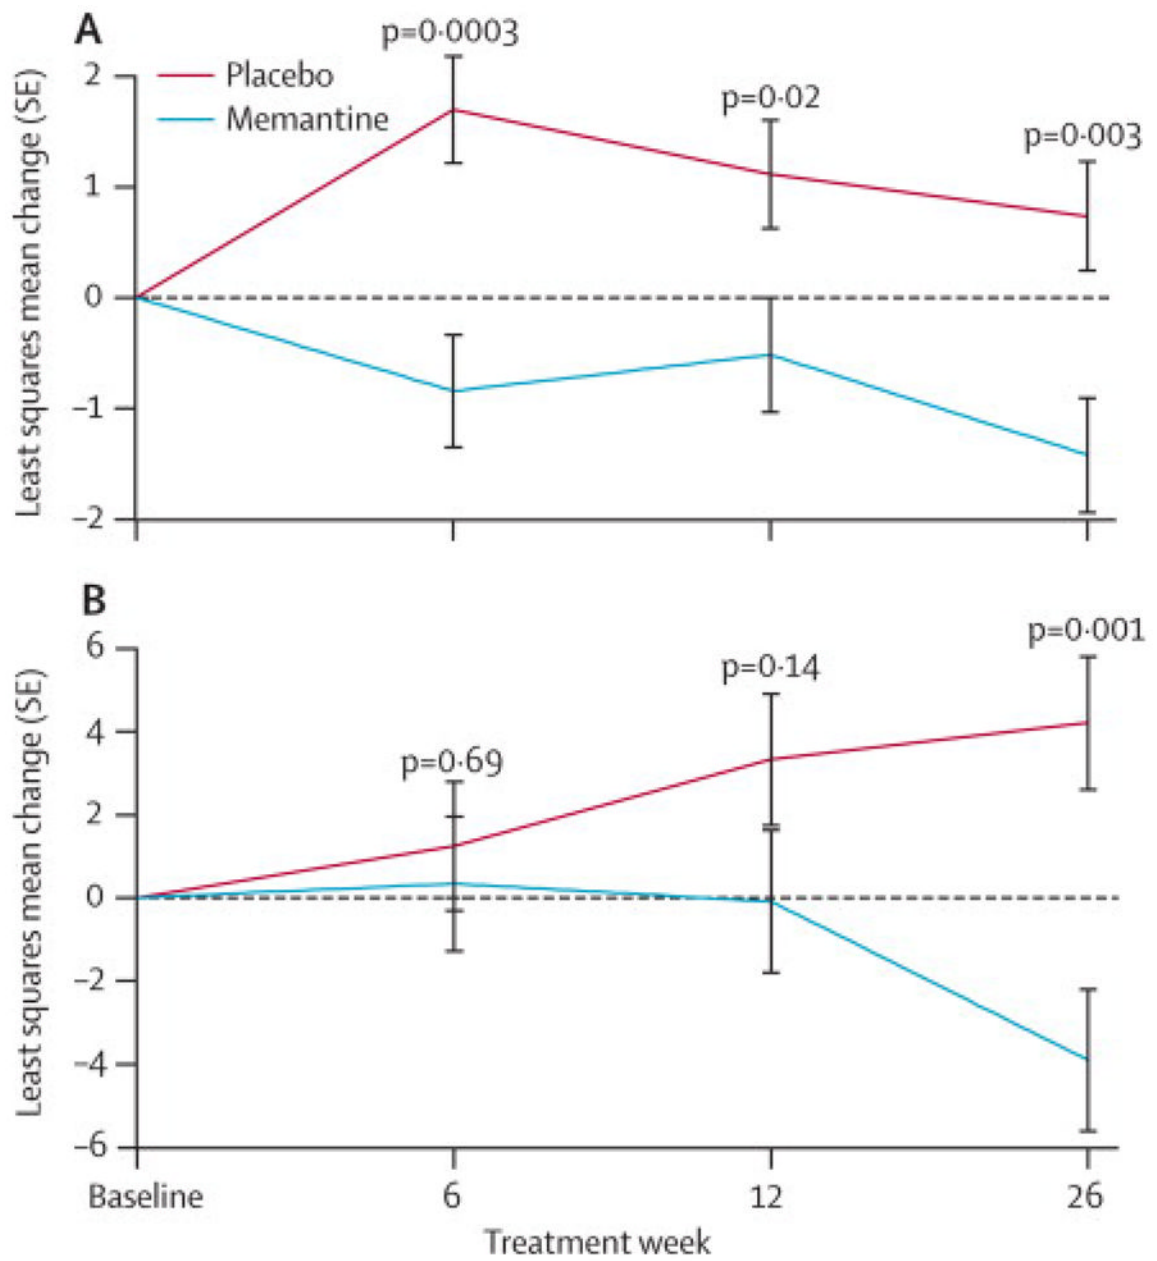 A
p=0·0003
2
Placebo
p=0·02
Memantine
p=0·003
1
0
–1
–2
Least squares mean change (SE)
B
p=0·001
6
p=0·14
4
p=0·69
2
0
–2
–4
–6
Least squares mean change (SE)
Baseline 6 12 26
Treatment week